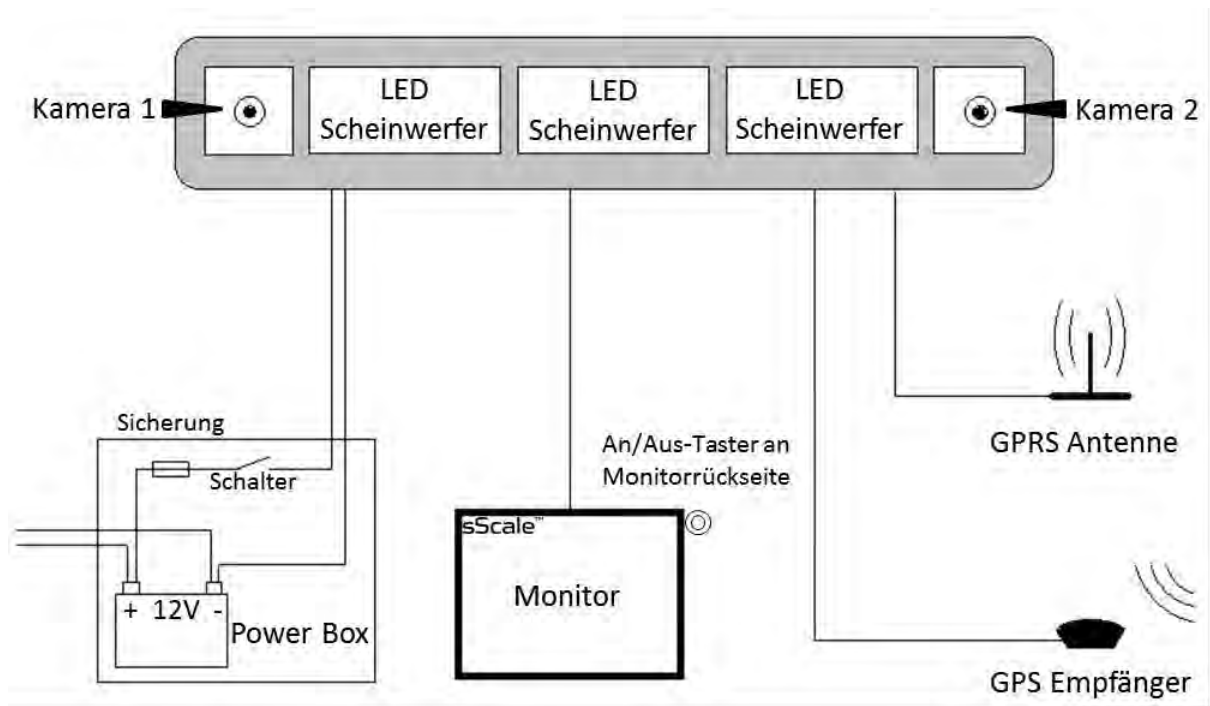 Kamera 1
LED
Scheinwerfer
LED
Scheinwerfer
LED
Scheinwerfer
Kamera 2
Sicherung
Schalter
+ 12V -
Power Box
An/Aus-Taster an
Monitorrückseite
sScale™
Monitor
GPRS Antenne
GPS Empfänger